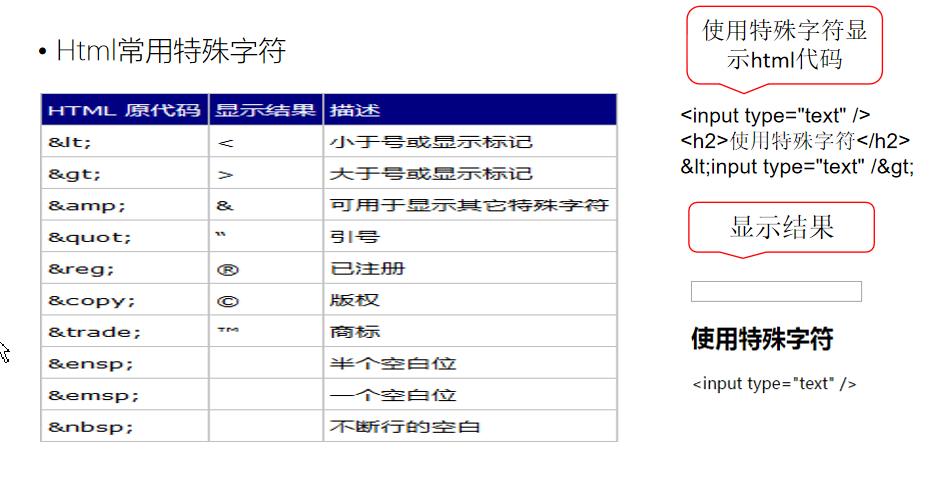 • Html常用特殊字符
HTML 原代码 显示结果 描述
&lt; < 小于号或显示标记
&gt; > 大于号或显示标记
&amp; & 可用于显示其它特殊字符
&quot; “ 引号
&reg; ® 已注册
&copy; © 版权
&trade; ™ 商标
&ensp; 半个空白位
&emsp; 一个空白位
&nbsp; 不断行的空白
使用特殊字符显
示html代码
<input type="text" />
<h2>使用特殊字符</h2>
&lt;input type="text" /&gt;
显示结果
使用特殊字符
<input type="text" />